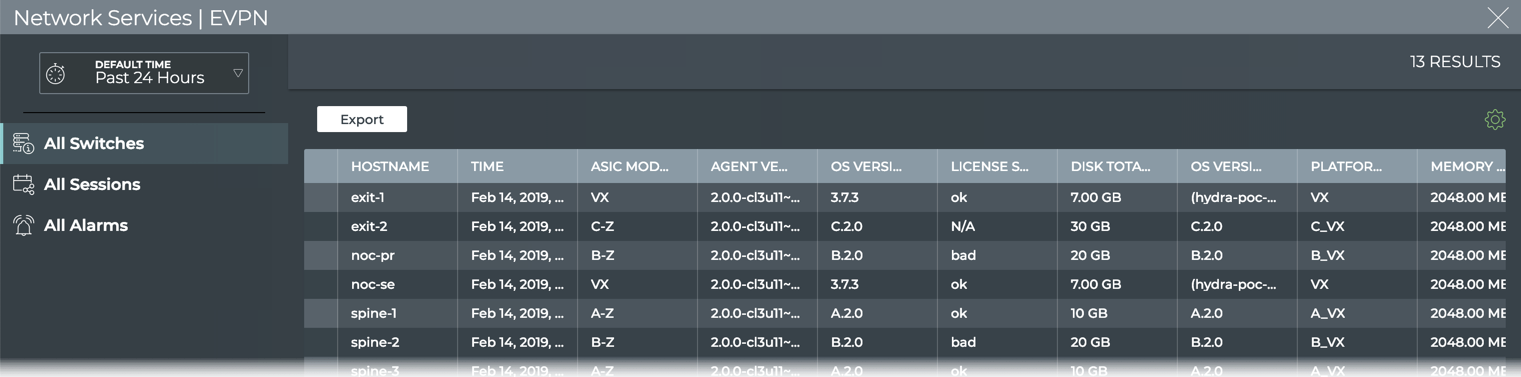 Network Services | EVPN
DEFAULT TIME
Past 24 Hours
13 RESULTS
All Switches
All Sessions
All Alarms
Export
HOSTNAME TIME ASIC MOD... AGENT VE... OS VERSI... LICENSE S... DISK TOTA... OS VERSI... PLATFOR... MEMORY ...
exit-1 Feb 14, 2019, ... VX 2.0.0-cl3u11~... 3.7.3 ok 7.00 GB (hydra-poc-... VX 2048.00 ME
exit-2 Feb 14, 2019, ... C-Z 2.0.0-cl3u11~... C.2.0 N/A 30 GB C.2.0 C_VX 2048.00 ME
noc-pr Feb 14, 2019, ... B-Z 2.0.0-cl3u11~... B.2.0 bad 20 GB B.2.0 B_VX 2048.00 ME
noc-se Feb 14, 2019, ... VX 2.0.0-cl3u11~... 3.7.3 ok 7.00 GB (hydra-poc-... VX 2048.00 ME
spine-1 Feb 14, 2019, ... A-Z 2.0.0-cl3u11~... A.2.0 ok 10 GB A.2.0 A_VX 2048.00 ME
spine-2 Feb 14, 2019, ... B-Z 2.0.0-cl3u11~... B.2.0 bad 20 GB B.2.0 B_VX 2048.00 ME
spine-3 Feb 14, 2019, ... A-Z 2.0.0-cl3u11~... A.2.0 ok 10 GB A.2.0 A_VX 2048.00 ME